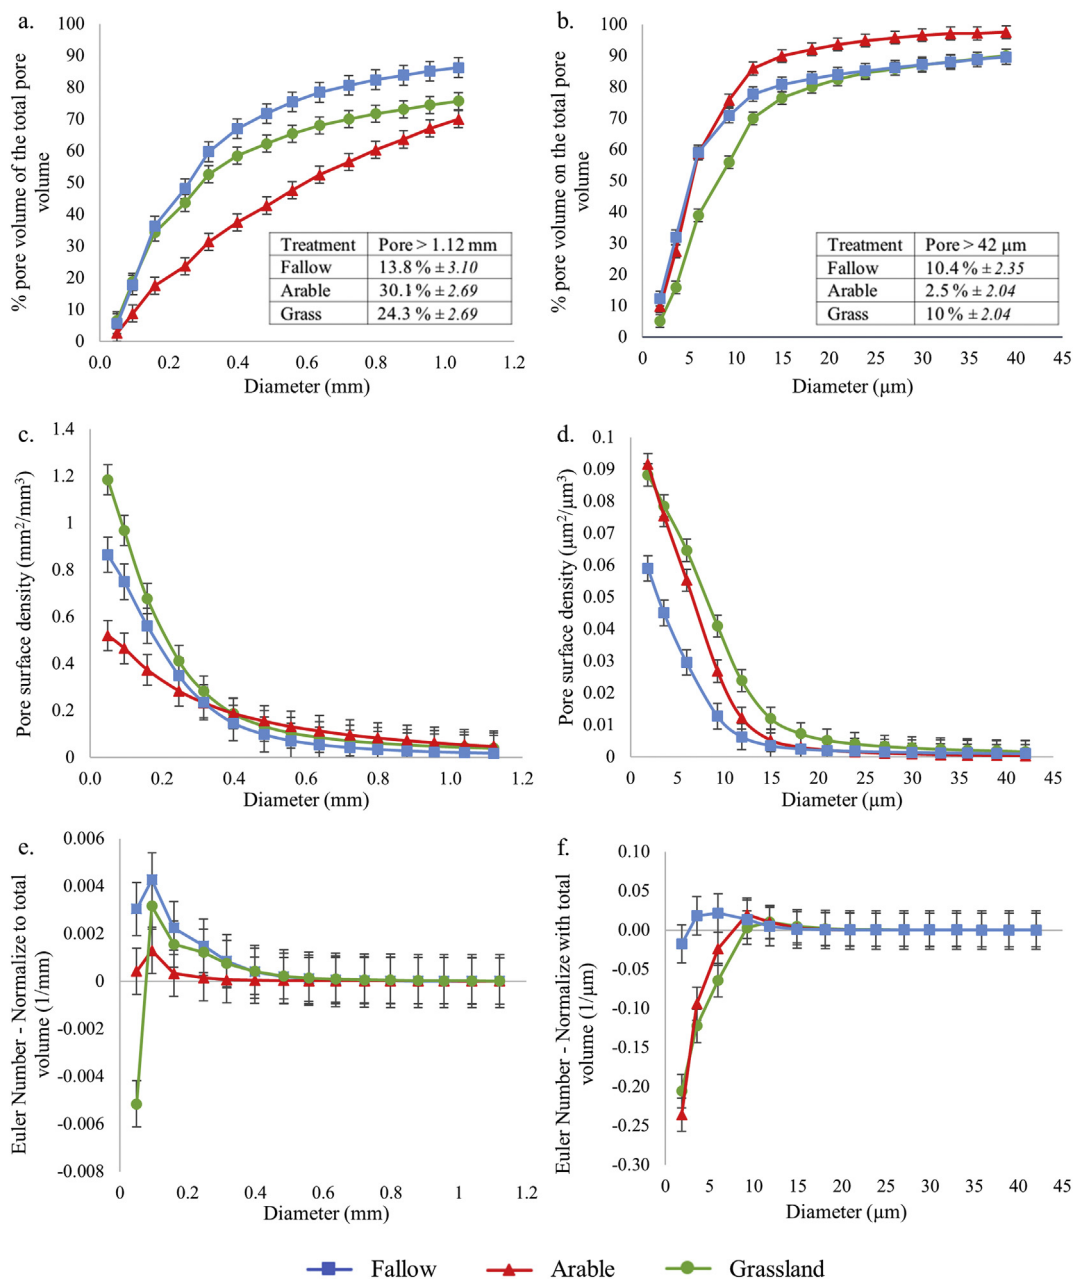 a.
100
90
80
70
60
50
40
30
20
10
0
% pore volume of the total pore
volume
Treatment Pore > 1.12 mm
Fallow 13.8 % ± 3.10
Arable 30.1 % ± 2.69
Grass 24.3 % ± 2.69
0.0 0.2 0.4 0.6 0.8 1.0 1.2
Diameter (mm)
b.
100
90
80
70
60
50
40
30
20
10
0
% pore volume on the total pore
volume
Treatment Pore > 42 μm
Fallow 10.4 % ± 2.35
Arable 2.5 % ± 2.04
Grass 10 % ± 2.04
0 5 10 15 20 25 30 35 40 45
Diameter (μm)
c.
1.4
1.2
1
0.8
0.6
0.4
0.2
0
Pore surface density (mm²/mm³)
0.0 0.2 0.4 0.6 0.8 1.0 1.2
Diameter (mm)
d.
0.1
0.09
0.08
0.07
0.06
0.05
0.04
0.03
0.02
0.01
0
Pore surface density (μm²/μm³)
0 5 10 15 20 25 30 35 40 45
Diameter (μm)
e.
0.006
0.004
0.002
0
-0.002
-0.004
-0.006
-0.008
Euler Number - Normalize to total
volume (1/mm)
0 0.2 0.4 0.6 0.8 1 1.2
Diameter (mm)
f.
0.10
0.05
0.00
-0.05
-0.10
-0.15
-0.20
-0.25
-0.30
Euler Number - Normalize with total
volume (1/μm)
0 5 10 15 20 25 30 35 40 45
Diameter (μm)
Fallow Arable Grassland